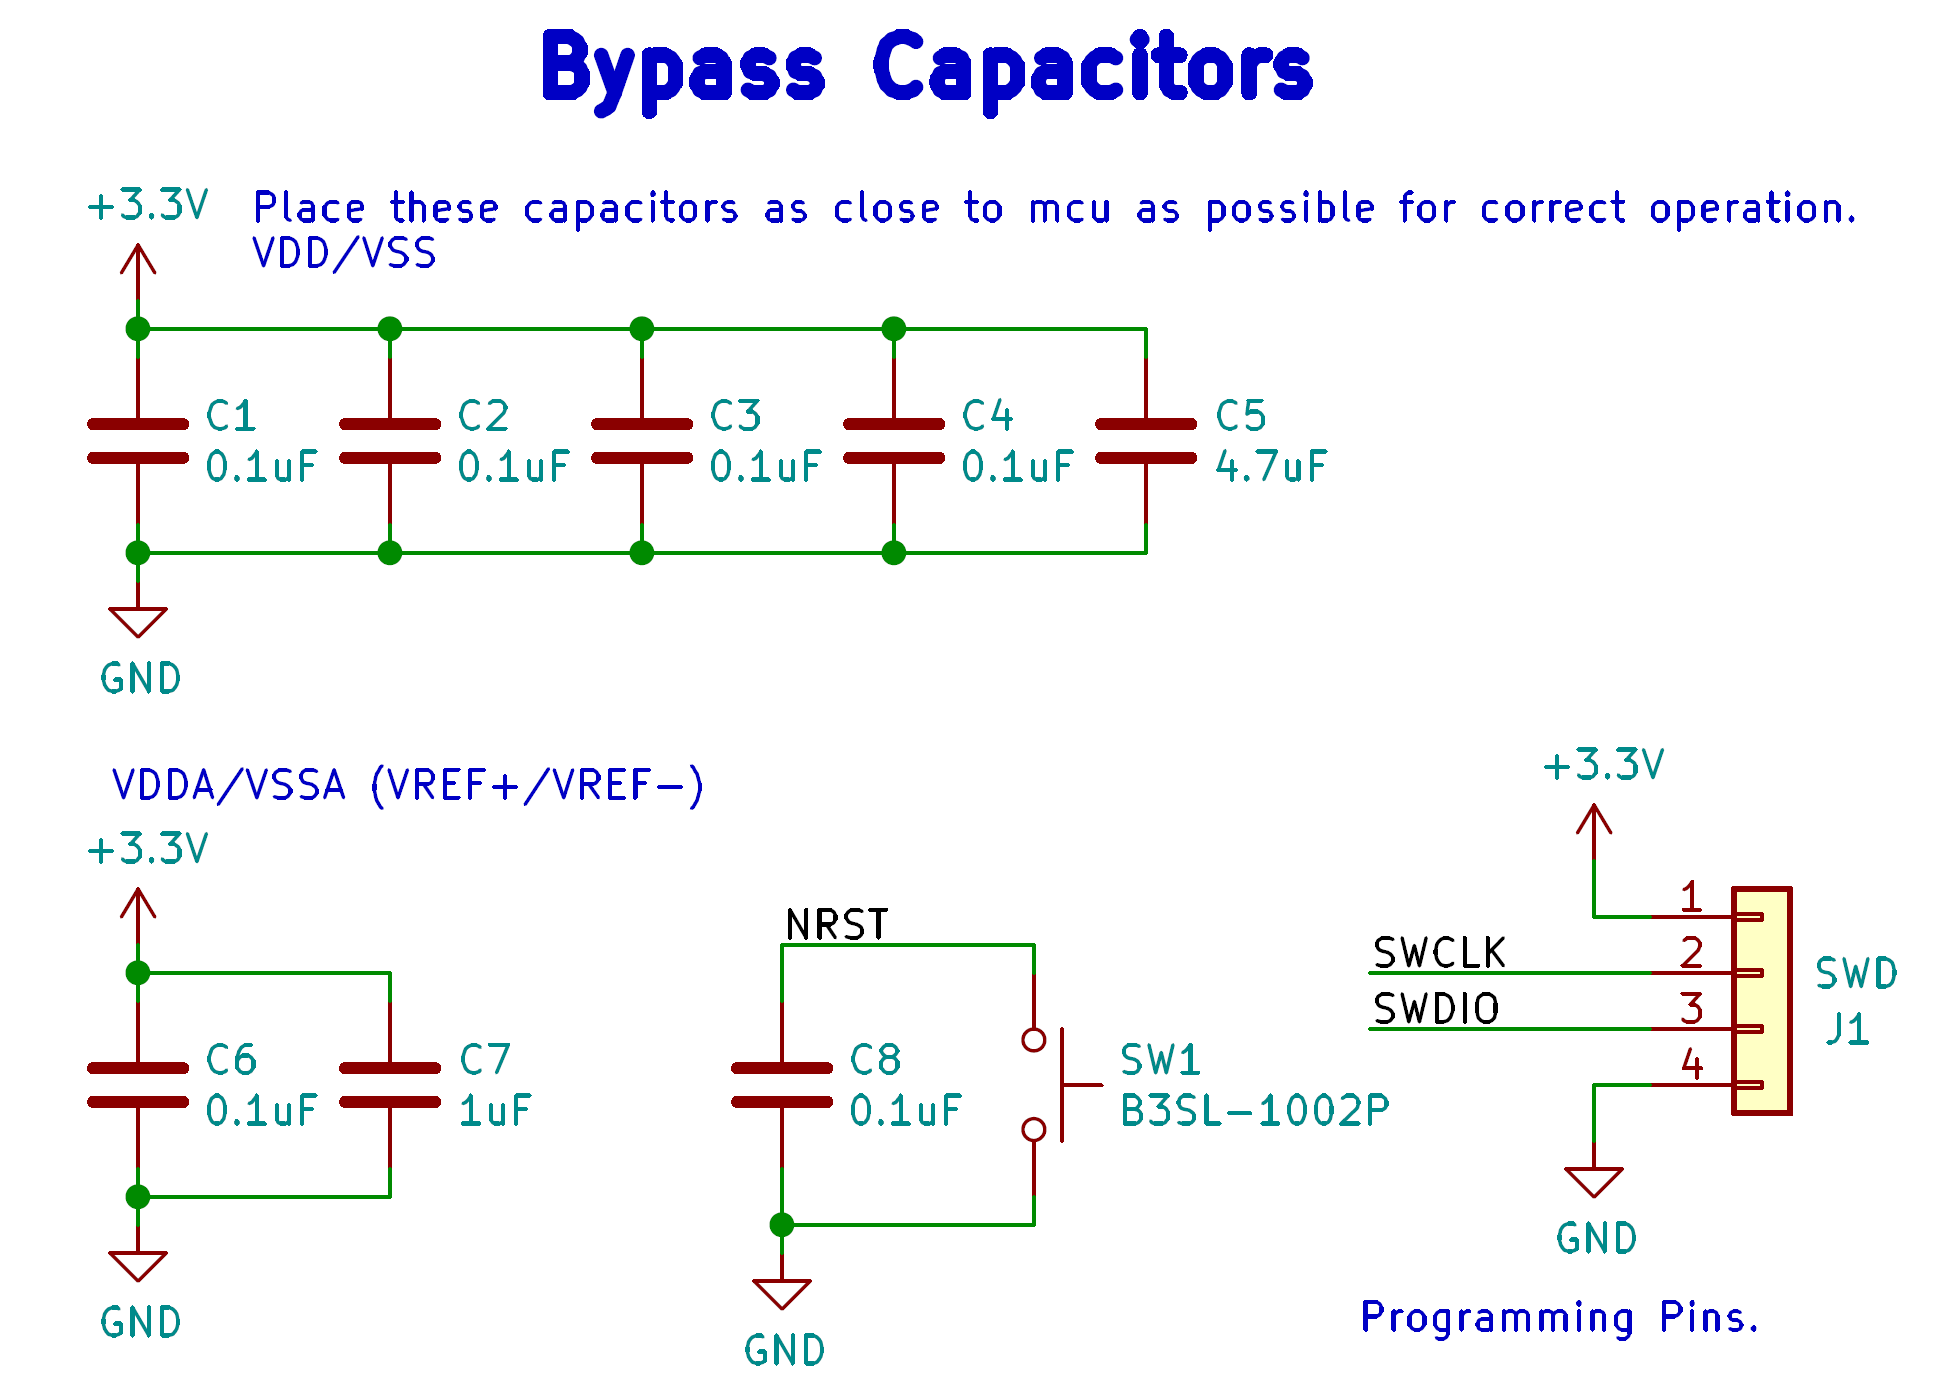 Bypass Capacitors
+3.3V
Place these capacitors as close to mcu as possible for correct operation.
VDD/VSS
C1
0.1uF
C2
0.1uF
C3
0.1uF
C4
0.1uF
C5
4.7uF
GND
VDDA/VSSA (VREF+/VREF-)
+3.3V
C6
0.1uF
C7
1uF
GND
NRST
C8
0.1uF
SW1
B3SL-1002P
GND
+3.3V
1
SWCLK
2
SWDIO
3
4
SWD
J1
GND
Programming Pins.